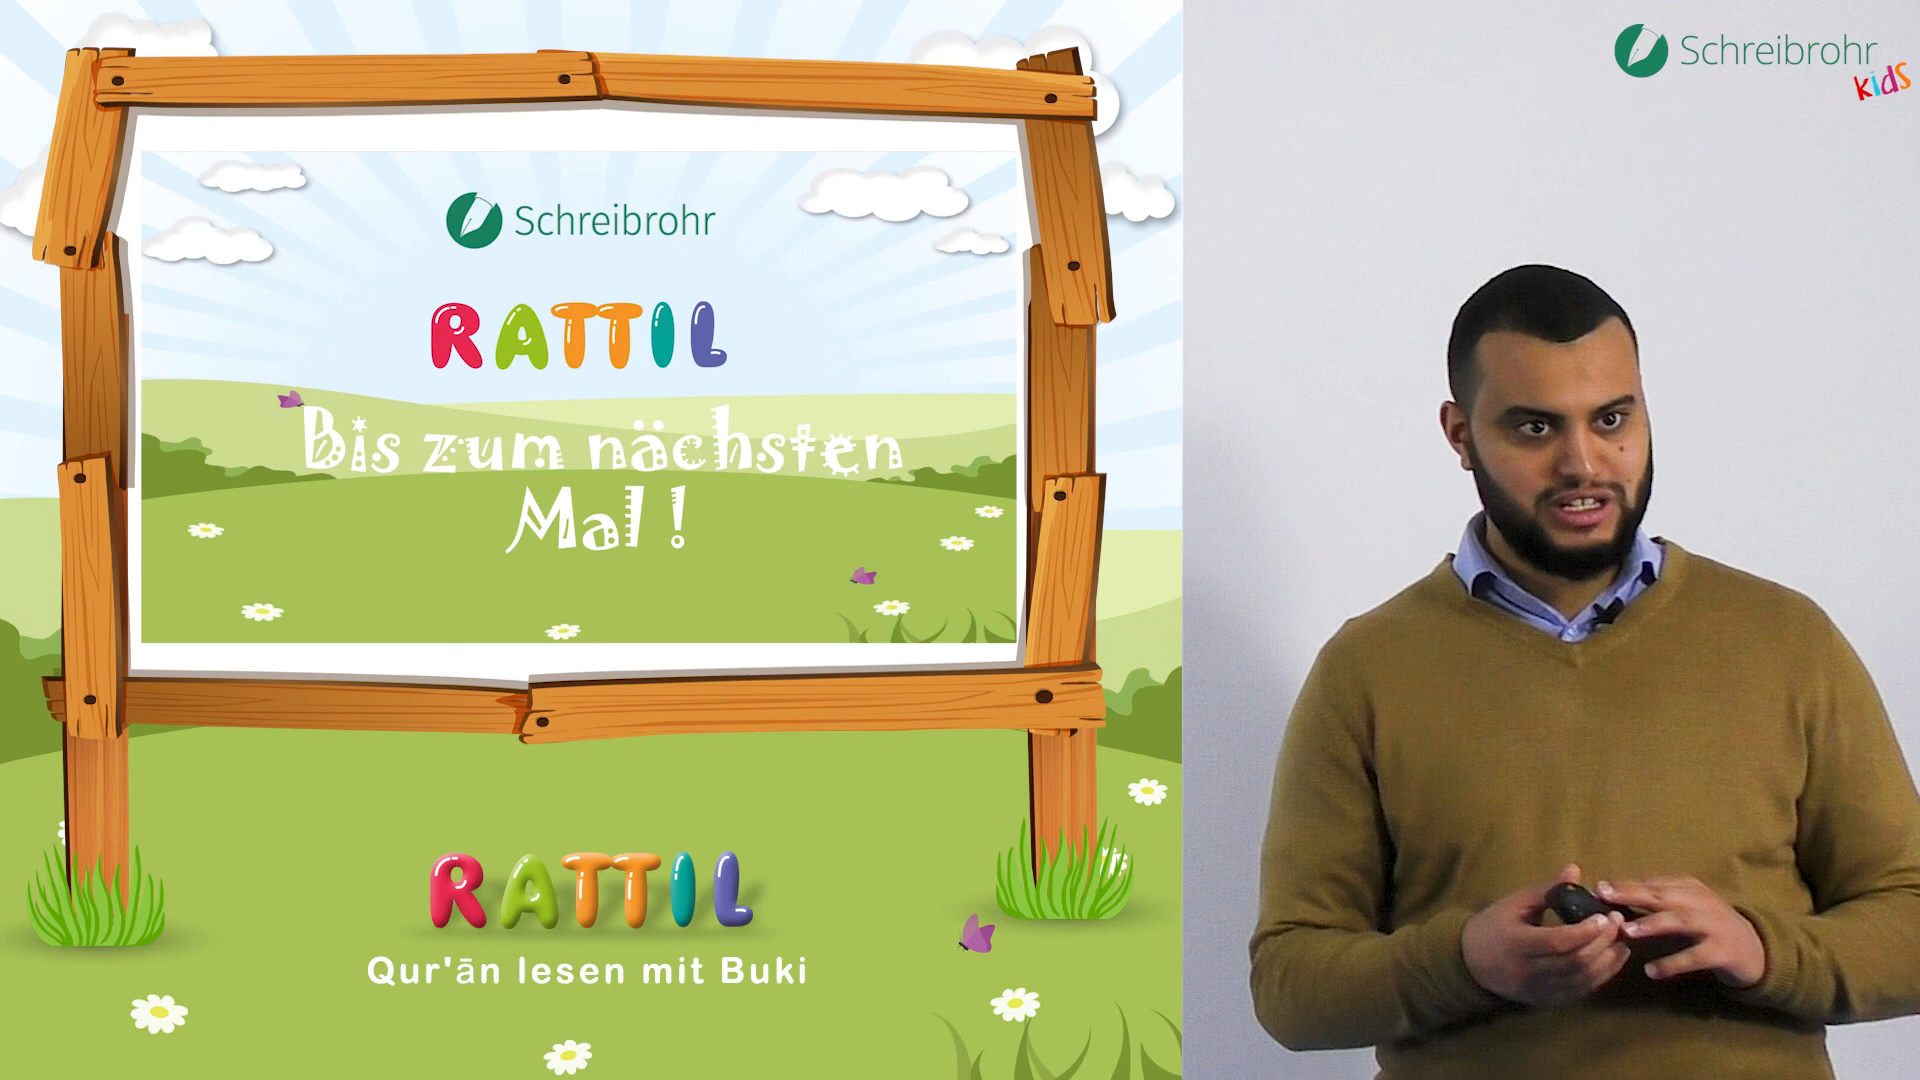 Schreibrohr
RATTIL
Bis zum nächsten
Mal !
RATTIL
Qur'ān lesen mit Buki
Schreibrohr
kids